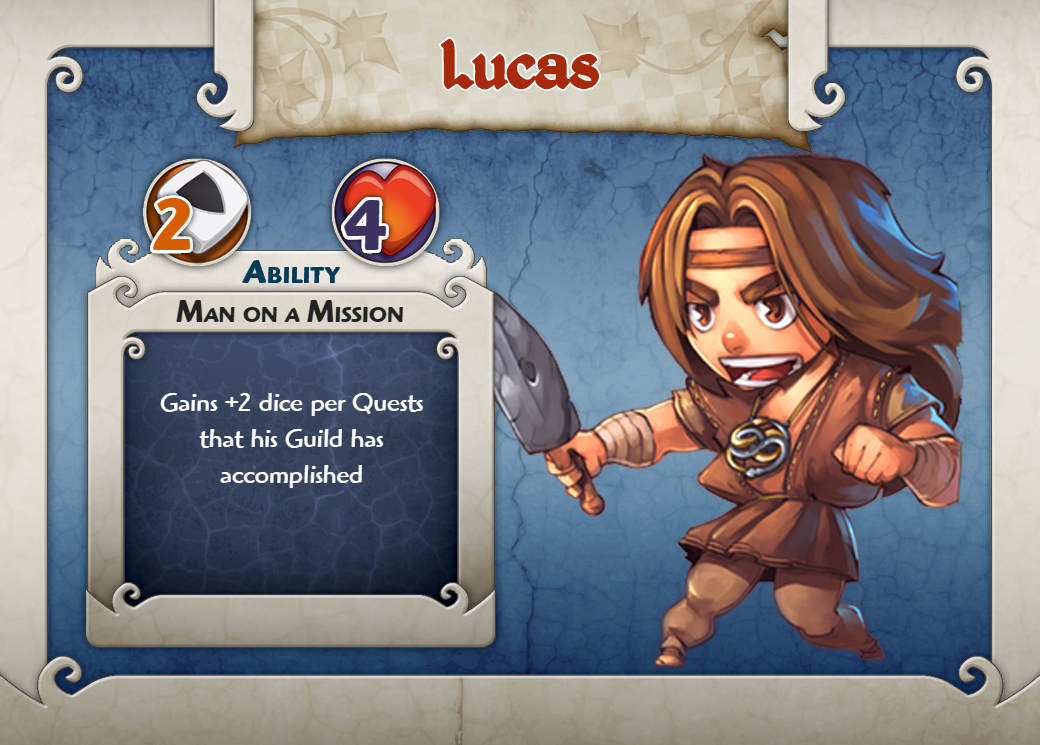 Lucas
2
4
Ability
Man on a Mission
Gains +2 dice per Quests
that his Guild has
accomplished